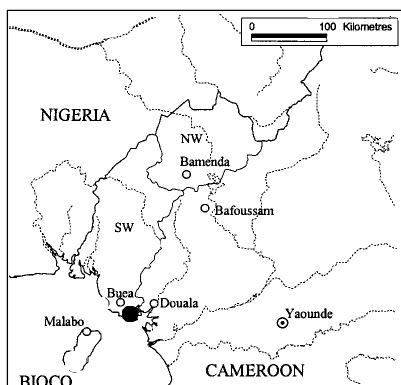 0 100 Kilometres
NIGERIA
NW
Bamenda
Bafoussam
SW
Buea
Douala
Malabo
Yaounde
BIOCO
CAMEROON